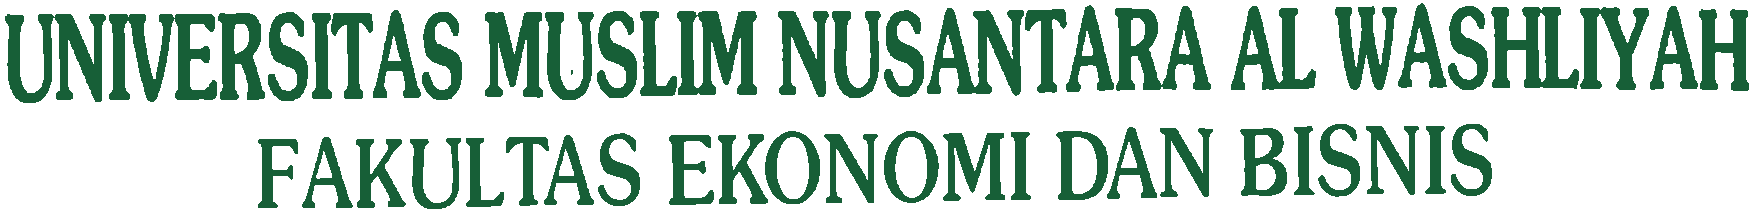 UNIVERSITAS MUSLIM NUSANTARA AL WASHLIYAH
FAKULTAS EKONOMI DAN BISNIS